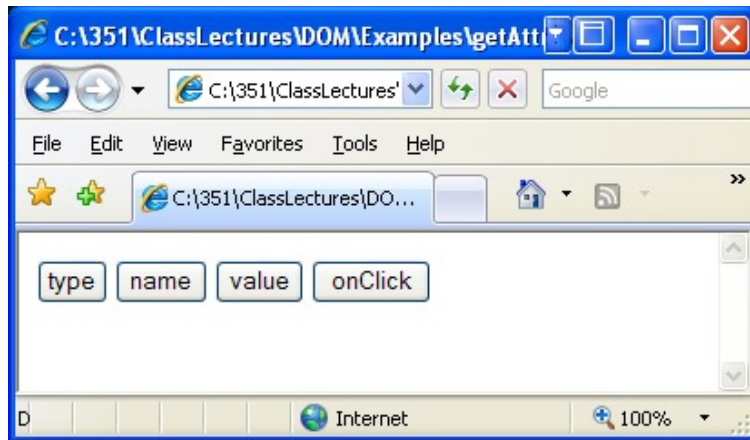 C:\351\ClassLectures\DOM\Examples\getAtt
C:\351\ClassLectures' Google
File Edit View Favorites Tools Help
C:\351\ClassLectures\DO... »
type name value onClick
D Internet 100%